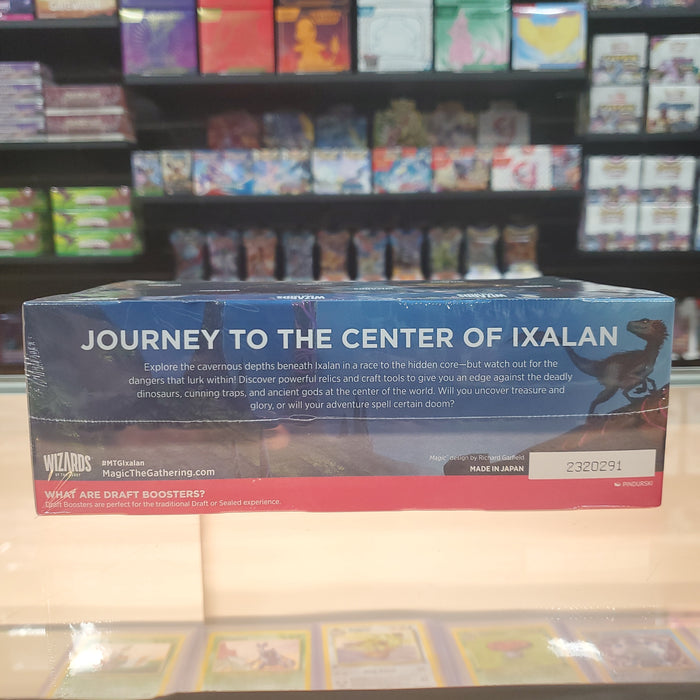 JOURNEY TO THE CENTER OF IXALAN
Explore the cavernous depths beneath Ixalan in a race to the hidden core—but watch out for the
dangers that lurk within! Discover powerful relics and craft tools to give you an edge against the deadly
dinosaurs, cunning traps, and ancient gods at the center of the world. Will you uncover treasure and
glory, or will your adventure spell certain doom?
WIZARDS
OF THE COAST
#MTGIxalan
MagicTheGathering.com
Magic design by Richard Garfield
MADE IN JAPAN
2320291
PINDURSKI
WHAT ARE DRAFT BOOSTERS?
Draft Boosters are perfect for the traditional Draft or Sealed experience.